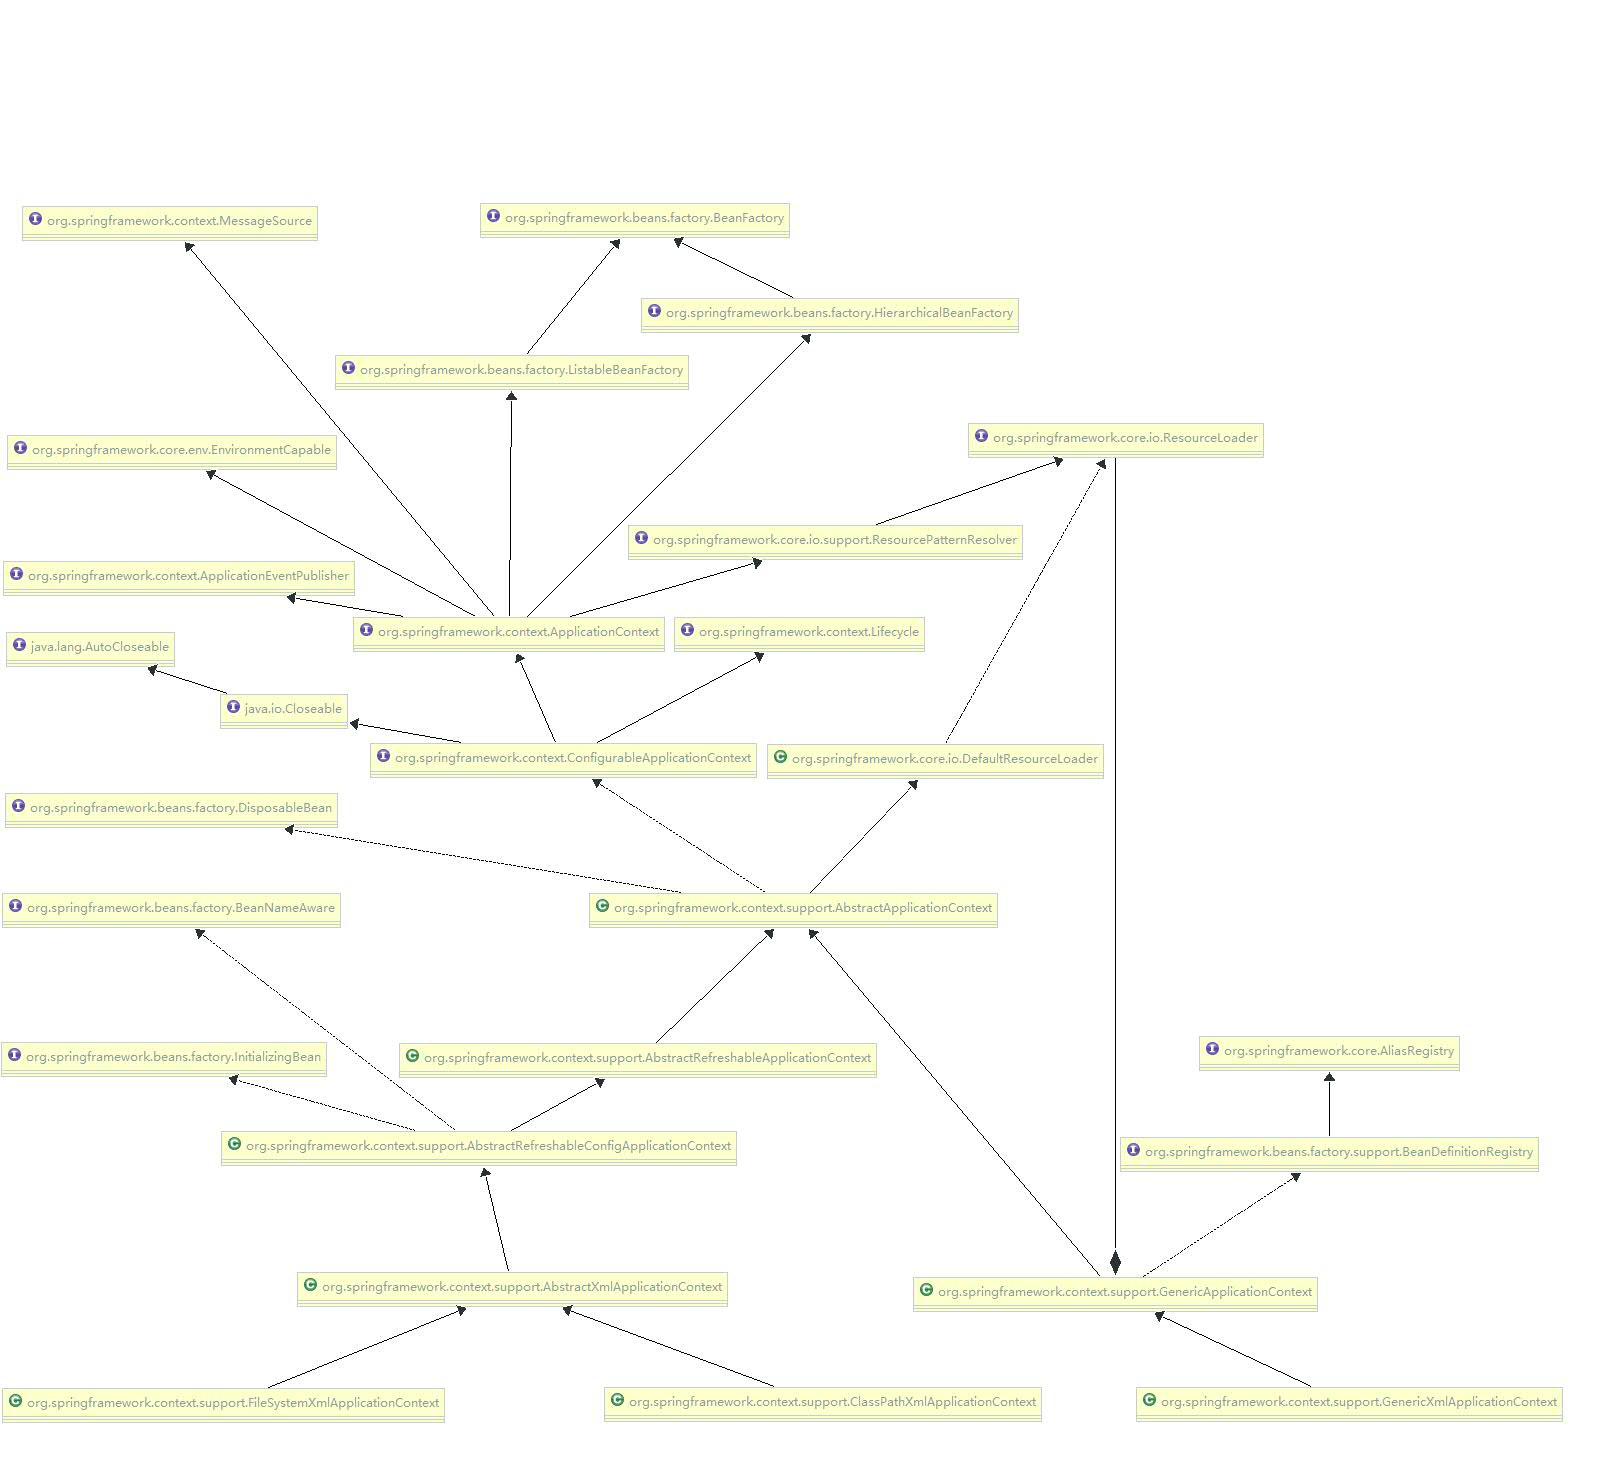 org.springframework.context.MessageSource
org.springframework.beans.factory.BeanFactory
org.springframework.beans.factory.HierarchicalBeanFactory
org.springframework.beans.factory.ListableBeanFactory
org.springframework.core.io.ResourceLoader
org.springframework.core.env.EnvironmentCapable
org.springframework.core.io.support.ResourcePatternResolver
org.springframework.context.ApplicationEventPublisher
org.springframework.context.ApplicationContext
org.springframework.context.Lifecycle
java.lang.AutoCloseable
java.io.Closeable
org.springframework.context.ConfigurableApplicationContext
org.springframework.core.io.DefaultResourceLoader
org.springframework.beans.factory.DisposableBean
org.springframework.beans.factory.BeanNameAware
org.springframework.context.support.AbstractApplicationContext
org.springframework.beans.factory.InitializingBean
org.springframework.context.support.AbstractRefreshableApplicationContext
org.springframework.core.AliasRegistry
org.springframework.context.support.AbstractRefreshableConfigApplicationContext
org.springframework.beans.factory.support.BeanDefinitionRegistry
org.springframework.context.support.AbstractXmlApplicationContext
org.springframework.context.support.GenericApplicationContext
org.springframework.context.support.FileSystemXmlApplicationContext
org.springframework.context.support.ClassPathXmlApplicationContext
org.springframework.context.support.GenericXmlApplicationContext